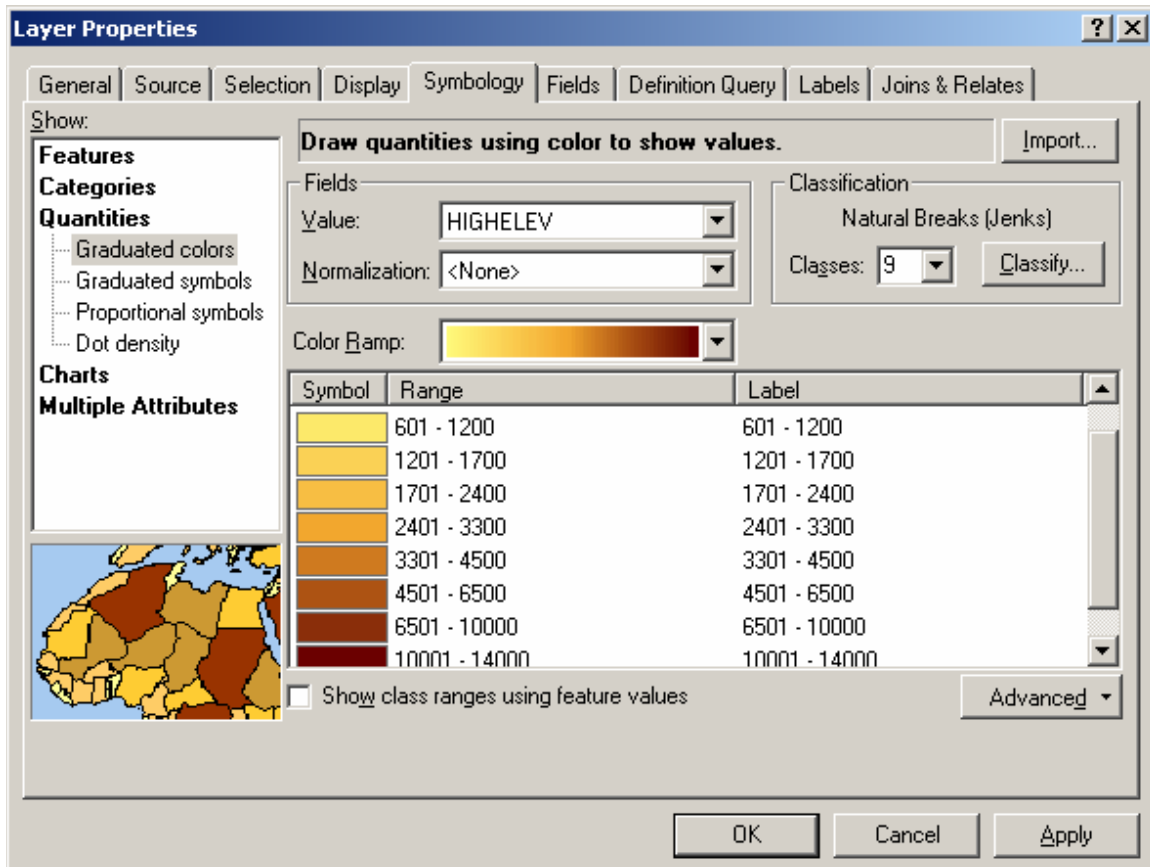 Layer Properties
General Source Selection Display Symbology Fields Definition Query Labels Joins & Relates
Show:
Features
Categories
Quantities
Graduated colors
Graduated symbols
Proportional symbols
Dot density
Charts
Multiple Attributes
Draw quantities using color to show values.
Import...
Fields
Value: HIGHELEV
Normalization: <None>
Classification
Natural Breaks (Jenks)
Classes: 9 Classify...
Color Ramp:
Symbol Range Label
601 - 1200 601 - 1200
1201 - 1700 1201 - 1700
1701 - 2400 1701 - 2400
2401 - 3300 2401 - 3300
3301 - 4500 3301 - 4500
4501 - 6500 4501 - 6500
6501 - 10000 6501 - 10000
10001 - 14000 10001 - 14000
Show class ranges using feature values
Advanced
OK Cancel Apply